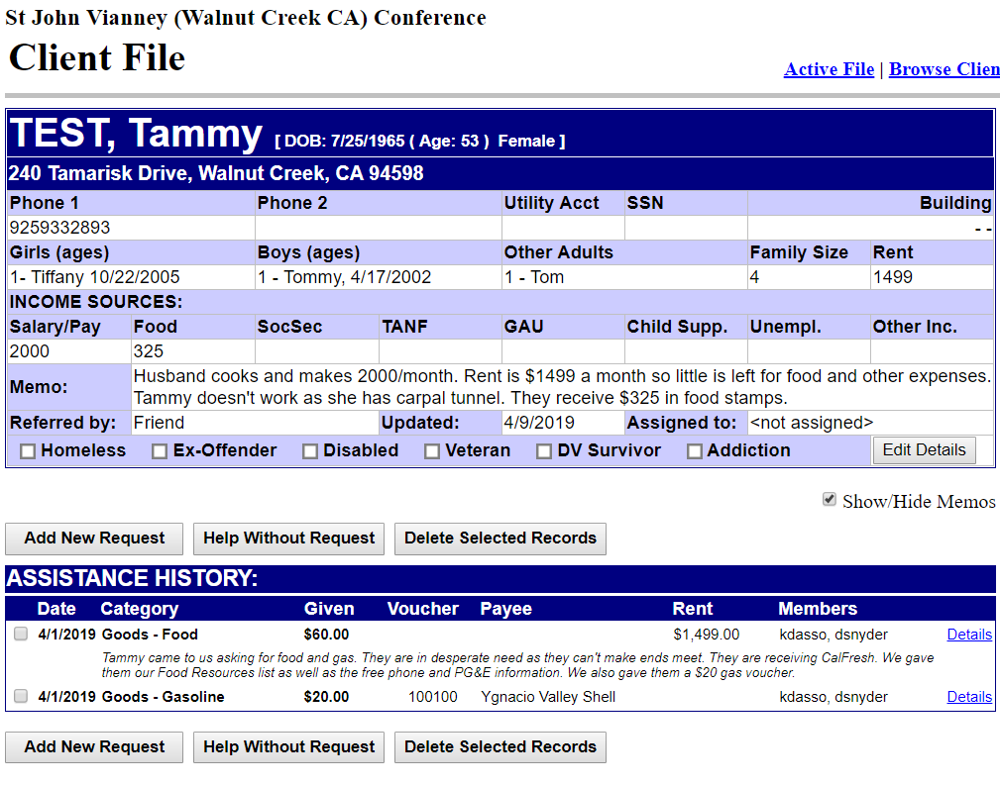 St John Vianney (Walnut Creek CA) Conference
Client File
Active File | Browse Clien
TEST, Tammy [ DOB: 7/25/1965 ( Age: 53 ) Female ]
240 Tamarisk Drive, Walnut Creek, CA 94598
Phone 1 Phone 2 Utility Acct SSN Building
9259332893 - -
Girls (ages) Boys (ages) Other Adults Family Size Rent
1- Tiffany 10/22/2005 1 - Tommy, 4/17/2002 1 - Tom 4 1499
INCOME SOURCES:
Salary/Pay Food SocSec TANF GAU Child Supp. Unempl. Other Inc.
2000 325
Memo: Husband cooks and makes 2000/month. Rent is $1499 a month so little is left for food and other expenses.
Tammy doesn't work as she has carpal tunnel. They receive $325 in food stamps.
Referred by: Friend Updated: 4/9/2019 Assigned to: <not assigned>
Homeless Ex-Offender Disabled Veteran DV Survivor Addiction Edit Details
Show/Hide Memos
Add New Request Help Without Request Delete Selected Records
ASSISTANCE HISTORY:
Date Category Given Voucher Payee Rent Members
4/1/2019 Goods - Food $60.00 $1,499.00 kdasso, dsnyder Details
Tammy came to us asking for food and gas. They are in desperate need as they can't make ends meet. They are receiving CalFresh. We gave
them our Food Resources list as well as the free phone and PG&E information. We also gave them a $20 gas voucher.
4/1/2019 Goods - Gasoline $20.00 100100 Ygnacio Valley Shell kdasso, dsnyder Details
Add New Request Help Without Request Delete Selected Records